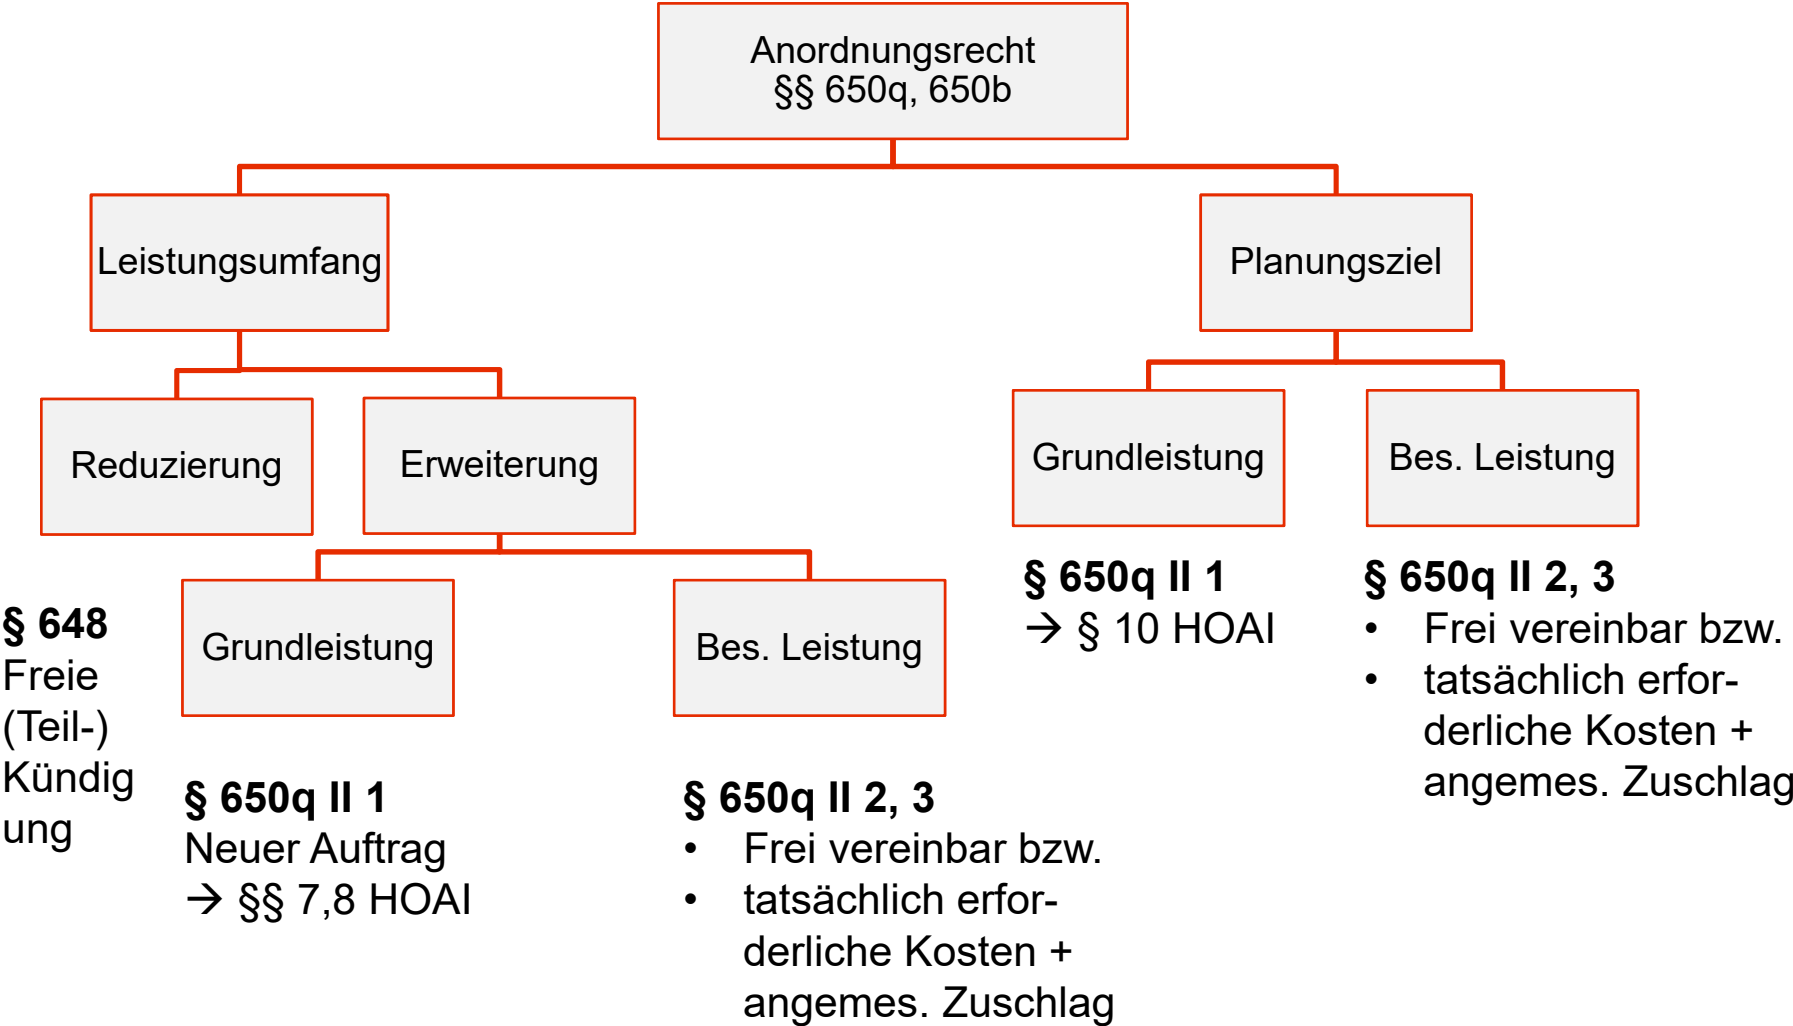 Anordnungsrecht
§§ 650q, 650b
Leistungsumfang
Planungsziel
Reduzierung
Erweiterung
Grundleistung
Bes. Leistung
§ 648
Freie
(Teil-)
Kündig
ung
Grundleistung
Bes. Leistung
§ 650q II 1
→ § 10 HOAI
§ 650q II 2, 3
• Frei vereinbar bzw.
• tatsächlich erfor-
derliche Kosten +
angemes. Zuschlag
§ 650q II 1
Neuer Auftrag
→ §§ 7,8 HOAI
§ 650q II 2, 3
• Frei vereinbar bzw.
• tatsächlich erfor-
derliche Kosten +
angemes. Zuschlag